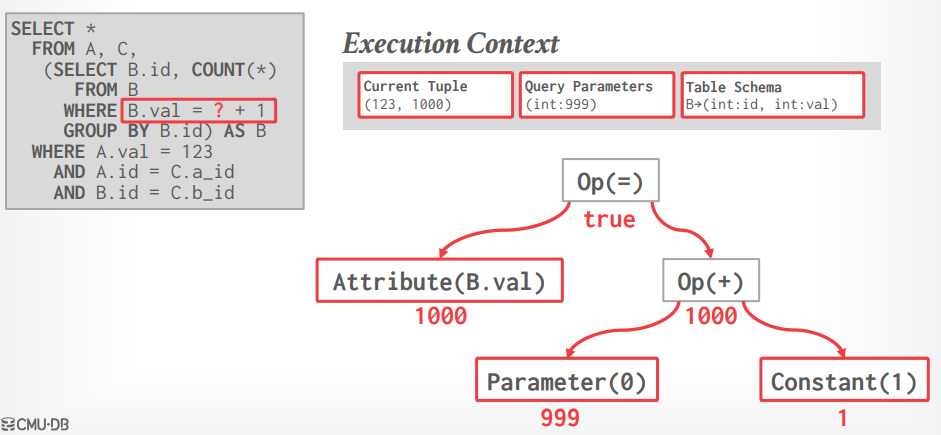 SELECT *
FROM A, C,
(SELECT B.id, COUNT(*)
FROM B
WHERE B.val = ? + 1
GROUP BY B.id) AS B
WHERE A.val = 123
AND A.id = C.a_id
AND B.id = C.b_id
Execution Context
Current Tuple
(123, 1000)
Query Parameters
(int:999)
Table Schema
B→(int:id, int:val)
Op(=)
true
Attribute(B.val)
1000
Op(+)
1000
Parameter(0)
999
Constant(1)
1
CMU·DB